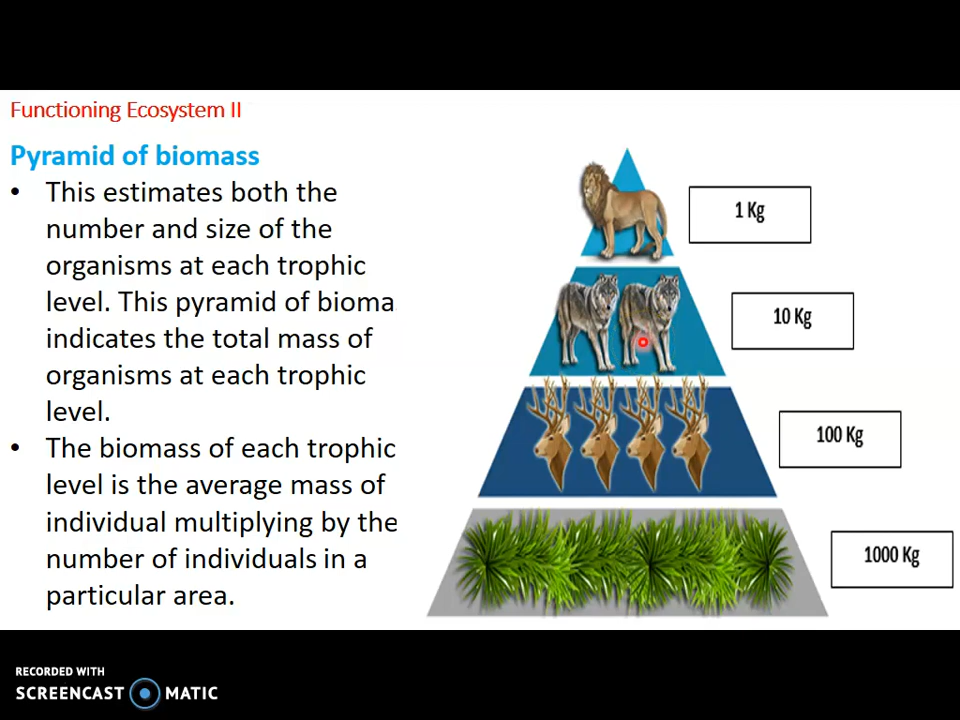 Functioning Ecosystem II
Pyramid of biomass
• This estimates both the
number and size of the
organisms at each trophic
level. This pyramid of bioma
indicates the total mass of
organisms at each trophic
level.
• The biomass of each trophic
level is the average mass of
individual multiplying by the
number of individuals in a
particular area.
1 Kg
10 Kg
100 Kg
1000 Kg
RECORDED WITH
SCREENCAST MATIC